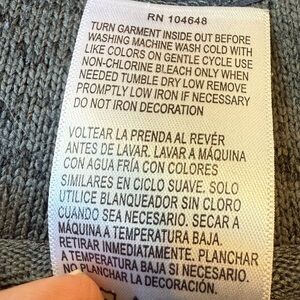 RN 104648
TURN GARMENT INSIDE OUT BEFORE
WASHING MACHINE WASH COLD WITH
LIKE COLORS ON GENTLE CYCLE USE
NON-CHLORINE BLEACH ONLY WHEN
NEEDED TUMBLE DRY LOW REMOVE
PROMPTLY LOW IRON IF NECESSARY
DO NOT IRON DECORATION
VOLTEAR LA PRENDA AL REVÉR
ANTES DE LAVAR. LAVAR A MÁQUINA
CON AGUA FRÍA CON COLORES
SIMILARES EN CICLO SUAVE. SOLO
UTILICE BLANQUEADOR SIN CLORO
CUANDO SEA NECESARIO. SECAR A
MÁQUINA A TEMPERATURA BAJA.
RETIRAR INMEDIATAMENTE. PLANCHAR
A TEMPERATURA BAJA SI NECESARIO.
NO PLANCHAR LA DECORACIÓN.